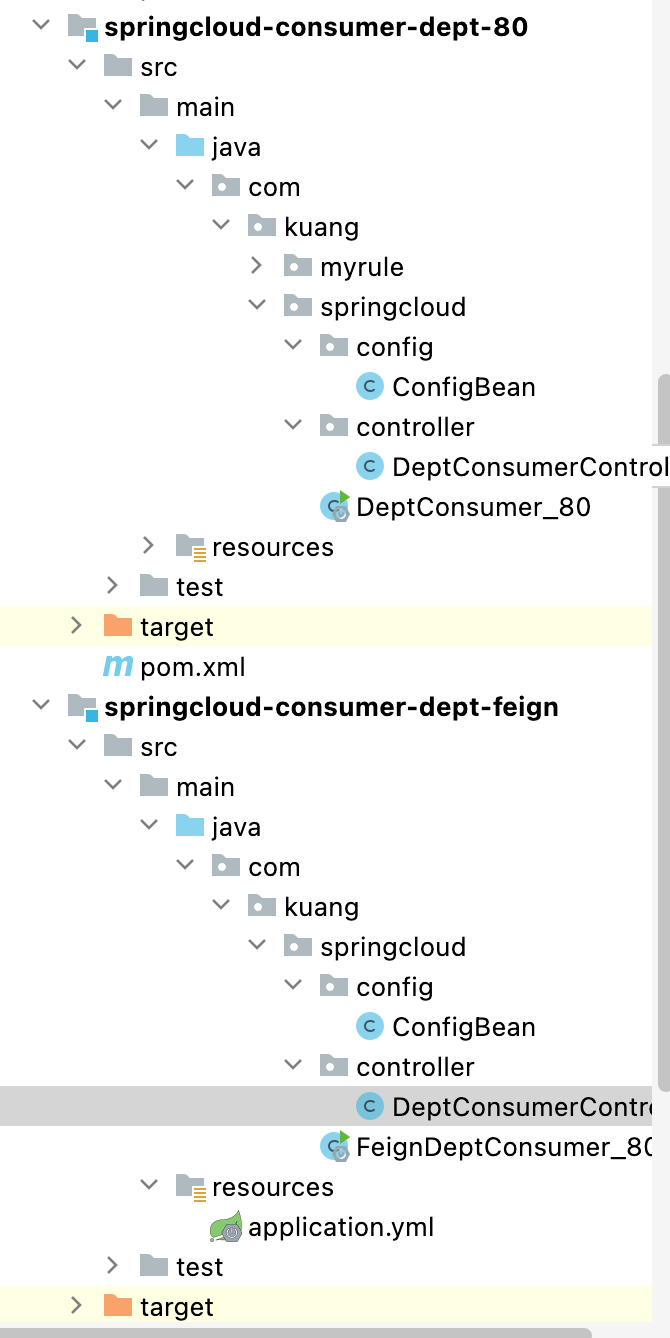 springcloud-consumer-dept-80
src
main
java
com
kuang
myrule
springcloud
config
ConfigBean
controller
DeptConsumerControl
DeptConsumer_80
resources
test
target
pom.xml
springcloud-consumer-dept-feign
src
main
java
com
kuang
springcloud
config
ConfigBean
controller
DeptConsumerContr
FeignDeptConsumer_80
resources
application.yml
test
target